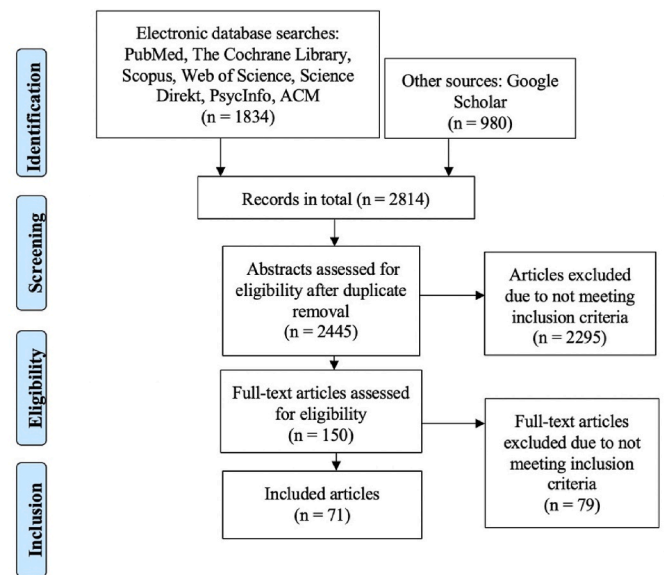 Electronic database searches:
PubMed, The Cochrane Library,
Scopus, Web of Science, Science
Direkt, PsycInfo, ACM
(n = 1834)
Other sources: Google
Scholar
(n = 980)
Identification
Records in total (n = 2814)
Screening
Abstracts assessed for
eligibility after duplicate
removal
(n = 2445)
Articles excluded
due to not meeting
inclusion criteria
(n = 2295)
Eligibility
Full-text articles assessed
for eligibility
(n = 150)
Full-text articles
excluded due to not
meeting inclusion
criteria
(n = 79)
Inclusion
Included articles
(n = 71)